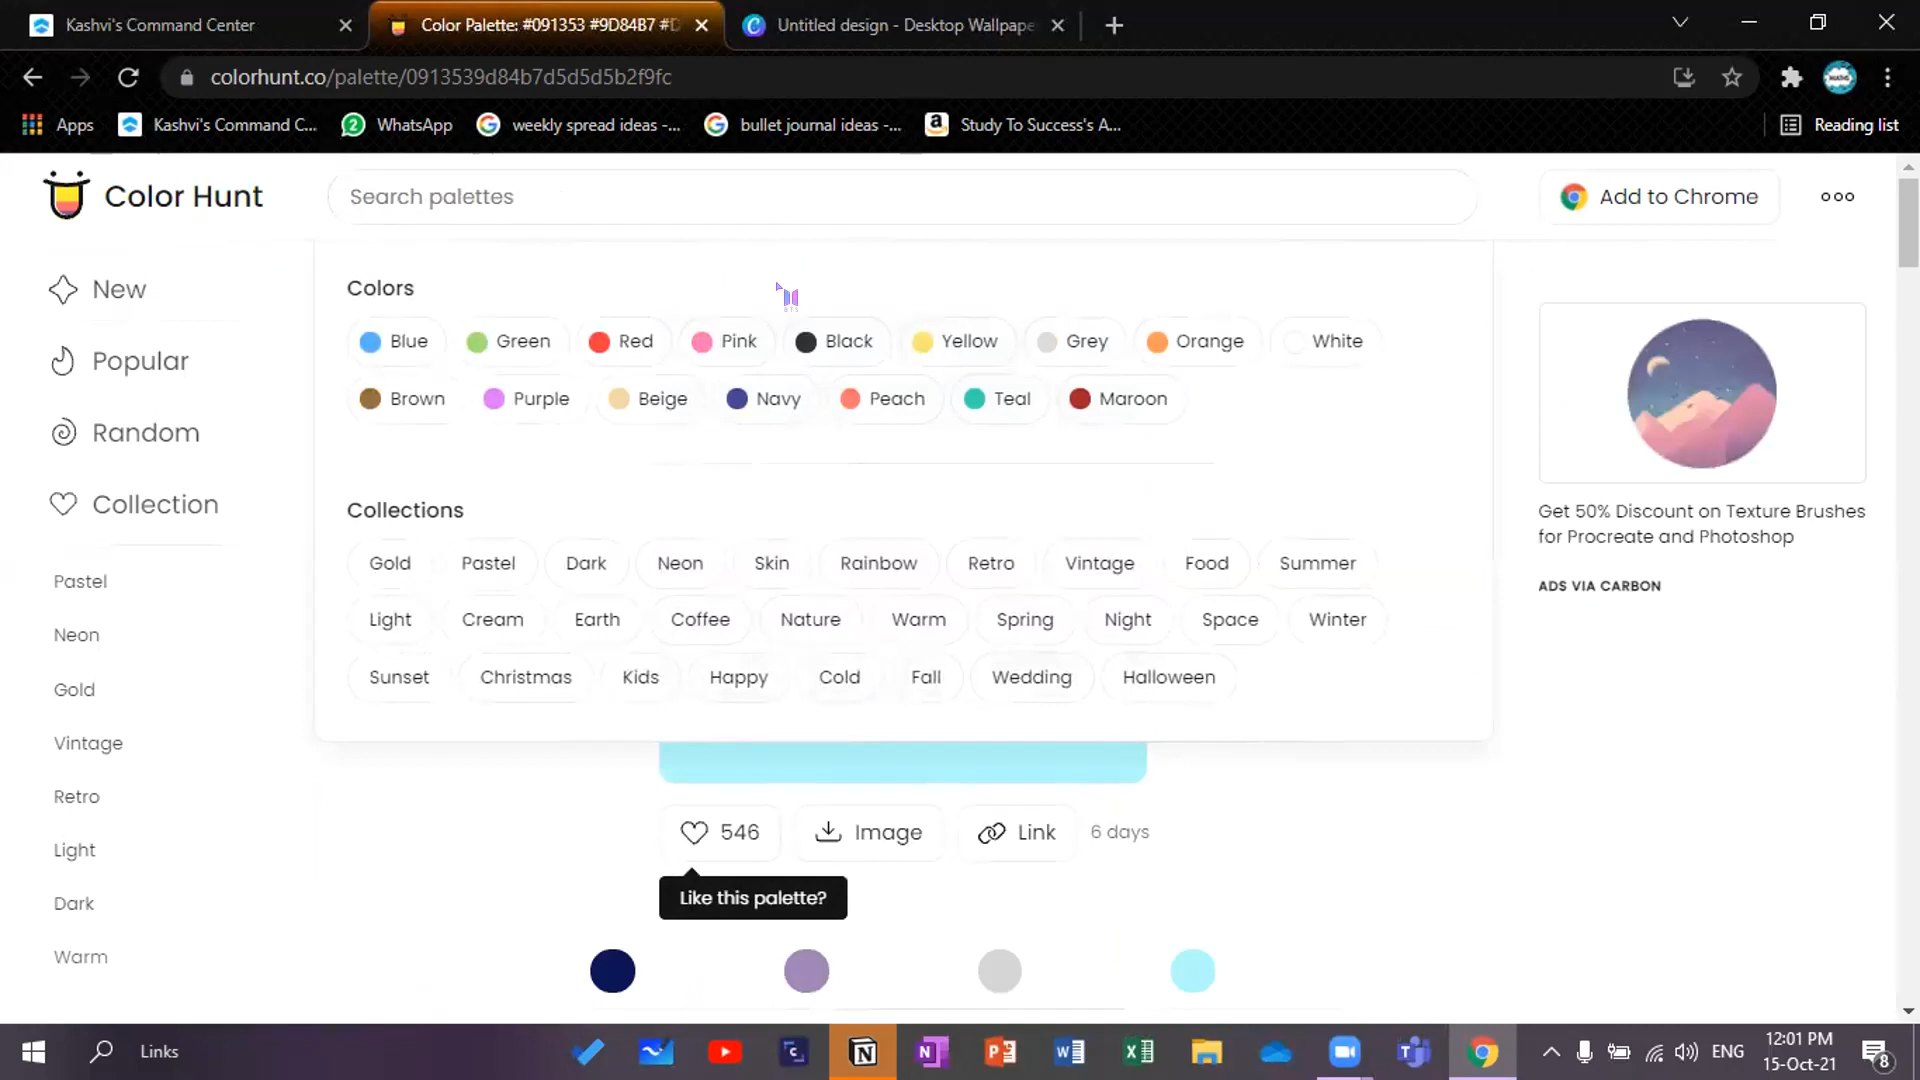 Kashvi's Command Center
Color Palette: #091353 #9D84B7 #D
Untitled design - Desktop Wallpape
colorhunt.co/palette/0913539d84b7d5d5d5b2f9fc
Apps
Kashvi's Command C...
WhatsApp
weekly spread ideas -...
bullet journal ideas -...
Study To Success's A...
Reading list
Color Hunt
Search palettes
Add to Chrome
New
Popular
Random
Collection
Pastel
Neon
Gold
Vintage
Retro
Light
Dark
Warm
Colors
Blue Green Red Pink Black Yellow Grey Orange White
Brown Purple Beige Navy Peach Teal Maroon
Collections
Gold Pastel Dark Neon Skin Rainbow Retro Vintage Food Summer
Light Cream Earth Coffee Nature Warm Spring Night Space Winter
Sunset Christmas Kids Happy Cold Fall Wedding Halloween
546 Image Link 6 days
Like this palette?
Get 50% Discount on Texture Brushes
for Procreate and Photoshop
ADS VIA CARBON
Links
ENG
12:01 PM
15-Oct-21
8